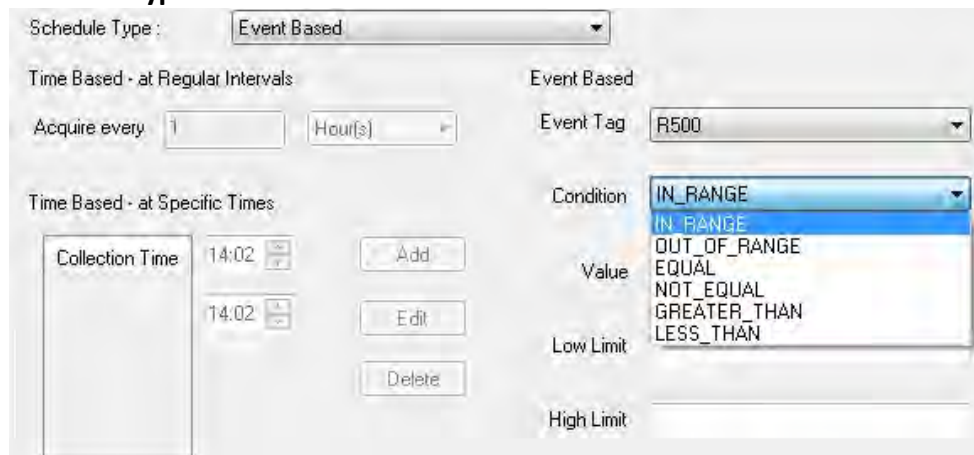 Schedule Type :
Event Based
Time Based - at Regular Intervals
Acquire every
1
Hour(s)
Time Based - at Specific Times
Collection Time
14:02
Add
14:02
Edit
Delete
Event Based
Event Tag
R500
Condition
IN_RANGE
IN_RANGE
OUT_OF_RANGE
EQUAL
NOT_EQUAL
GREATER_THAN
LESS_THAN
Value
Low Limit
High Limit